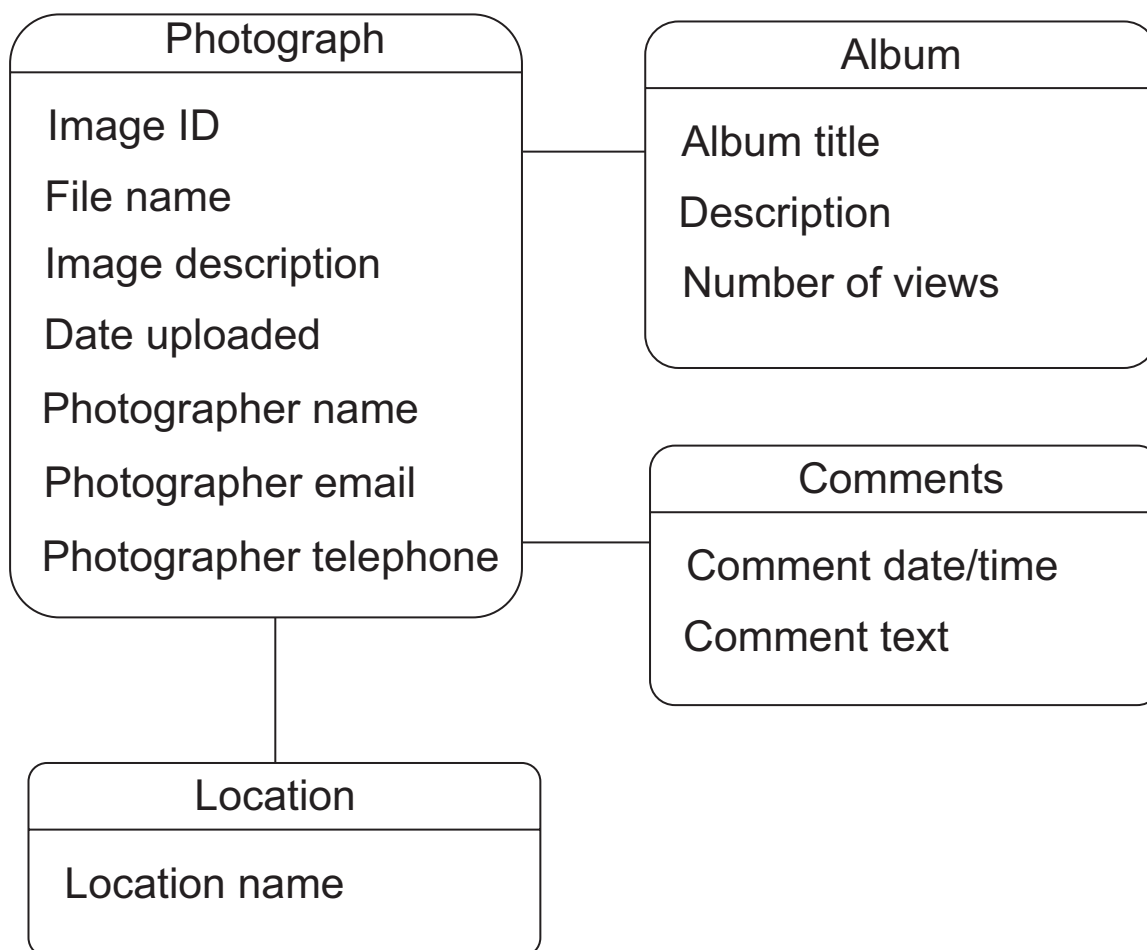 Photograph
Image ID
File name
Image description
Date uploaded
Photographer name
Photographer email
Photographer telephone
Album
Album title
Description
Number of views
Comments
Comment date/time
Comment text
Location
Location name